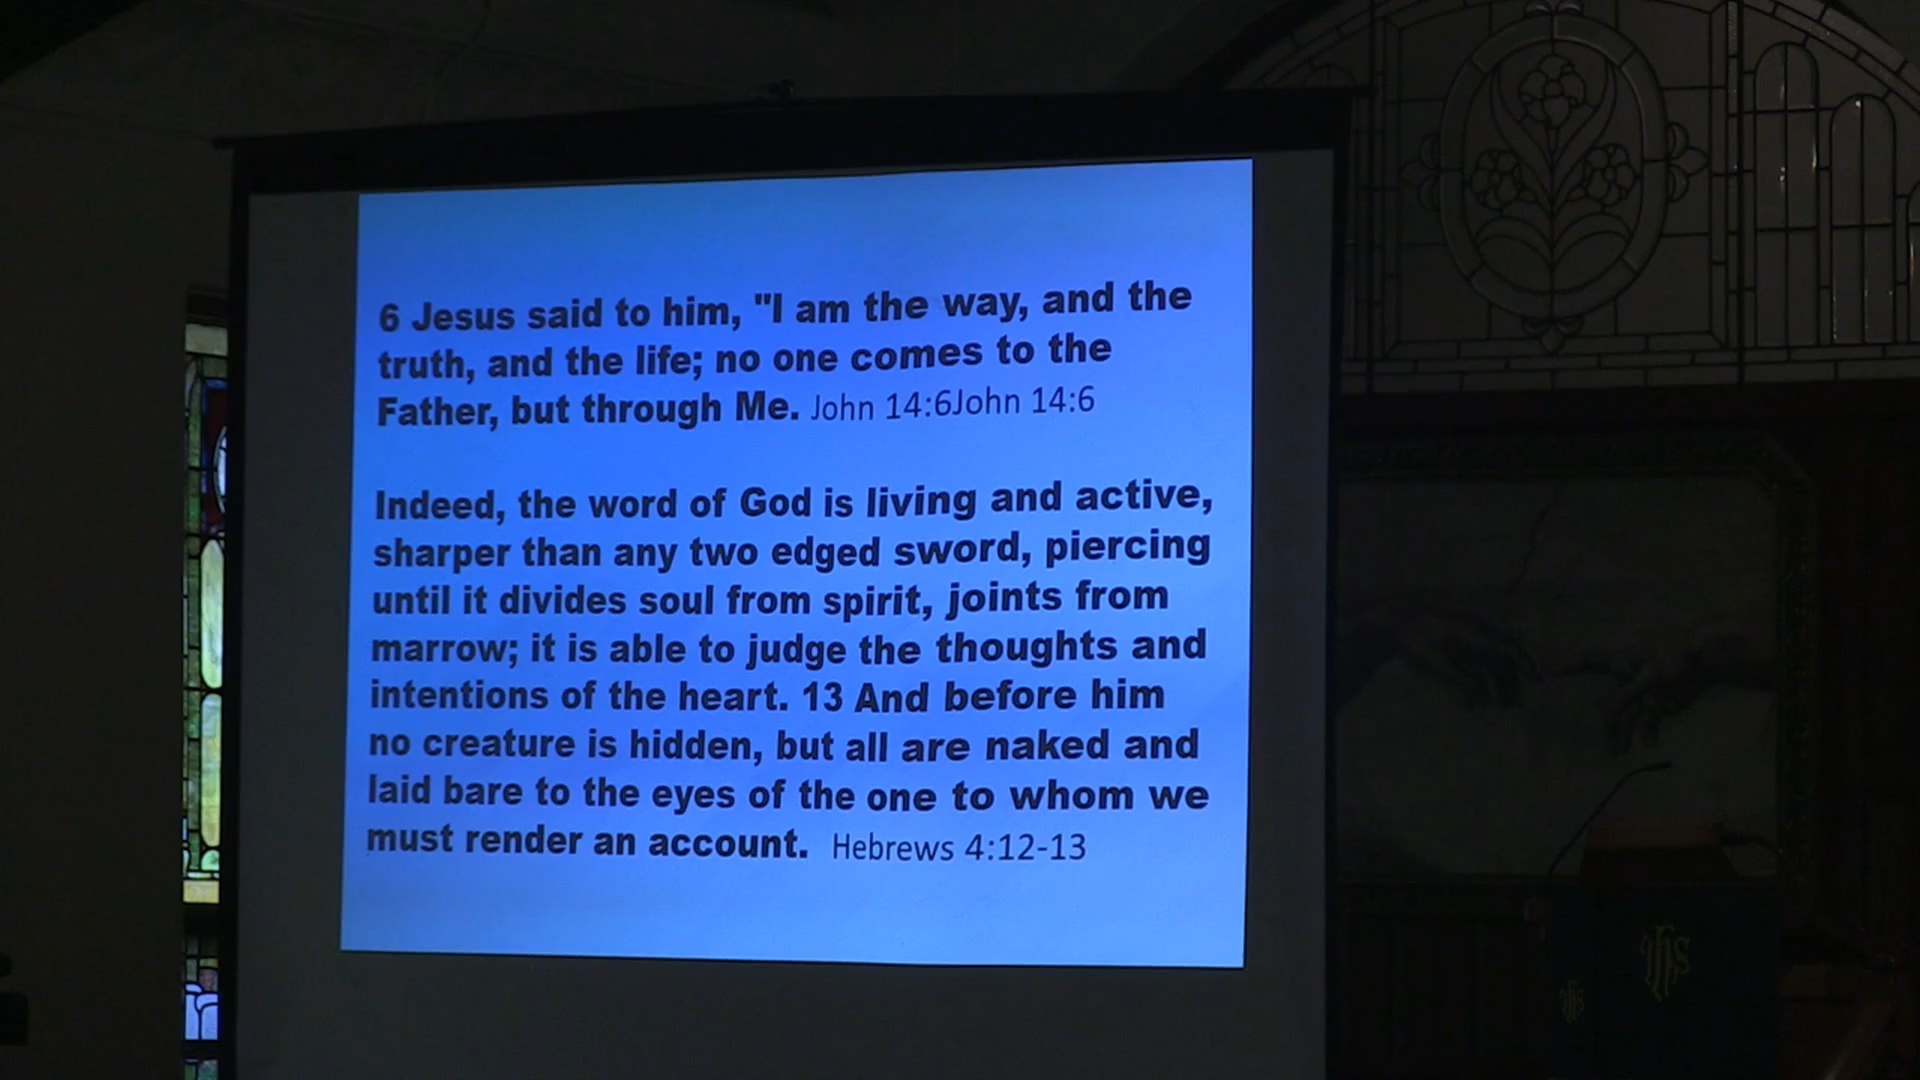 6 Jesus said to him, "I am the way, and the
truth, and the life; no one comes to the
Father, but through Me. John 14:6John 14:6
Indeed, the word of God is living and active,
sharper than any two edged sword, piercing
until it divides soul from spirit, joints from
marrow; it is able to judge the thoughts and
intentions of the heart. 13 And before him
no creature is hidden, but all are naked and
laid bare to the eyes of the one to whom we
must render an account. Hebrews 4:12-13
IHS
IHS